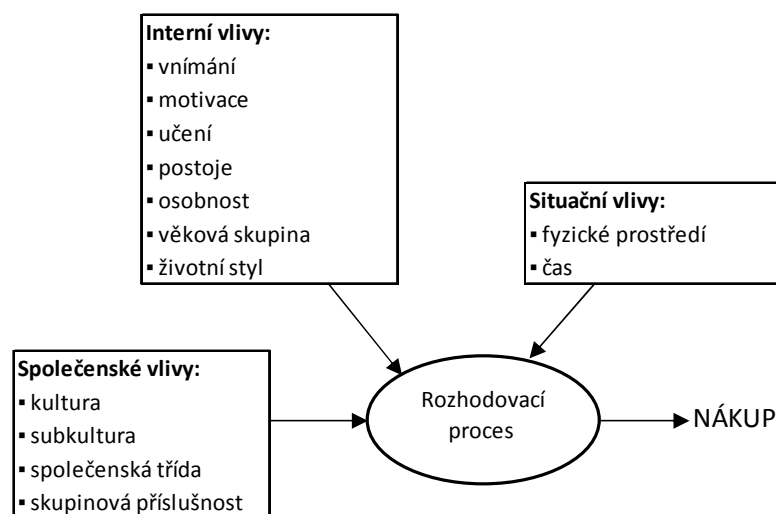 Interní vlivy:
▪ vnímání
▪ motivace
▪ učení
▪ postoje
▪ osobnost
▪ věková skupina
▪ životní styl
Situační vlivy:
▪ fyzické prostředí
▪ čas
Společenské vlivy:
▪ kultura
▪ subkultura
▪ společenská třída
▪ skupinová příslušnost
Rozhodovací
proces
NÁKUP